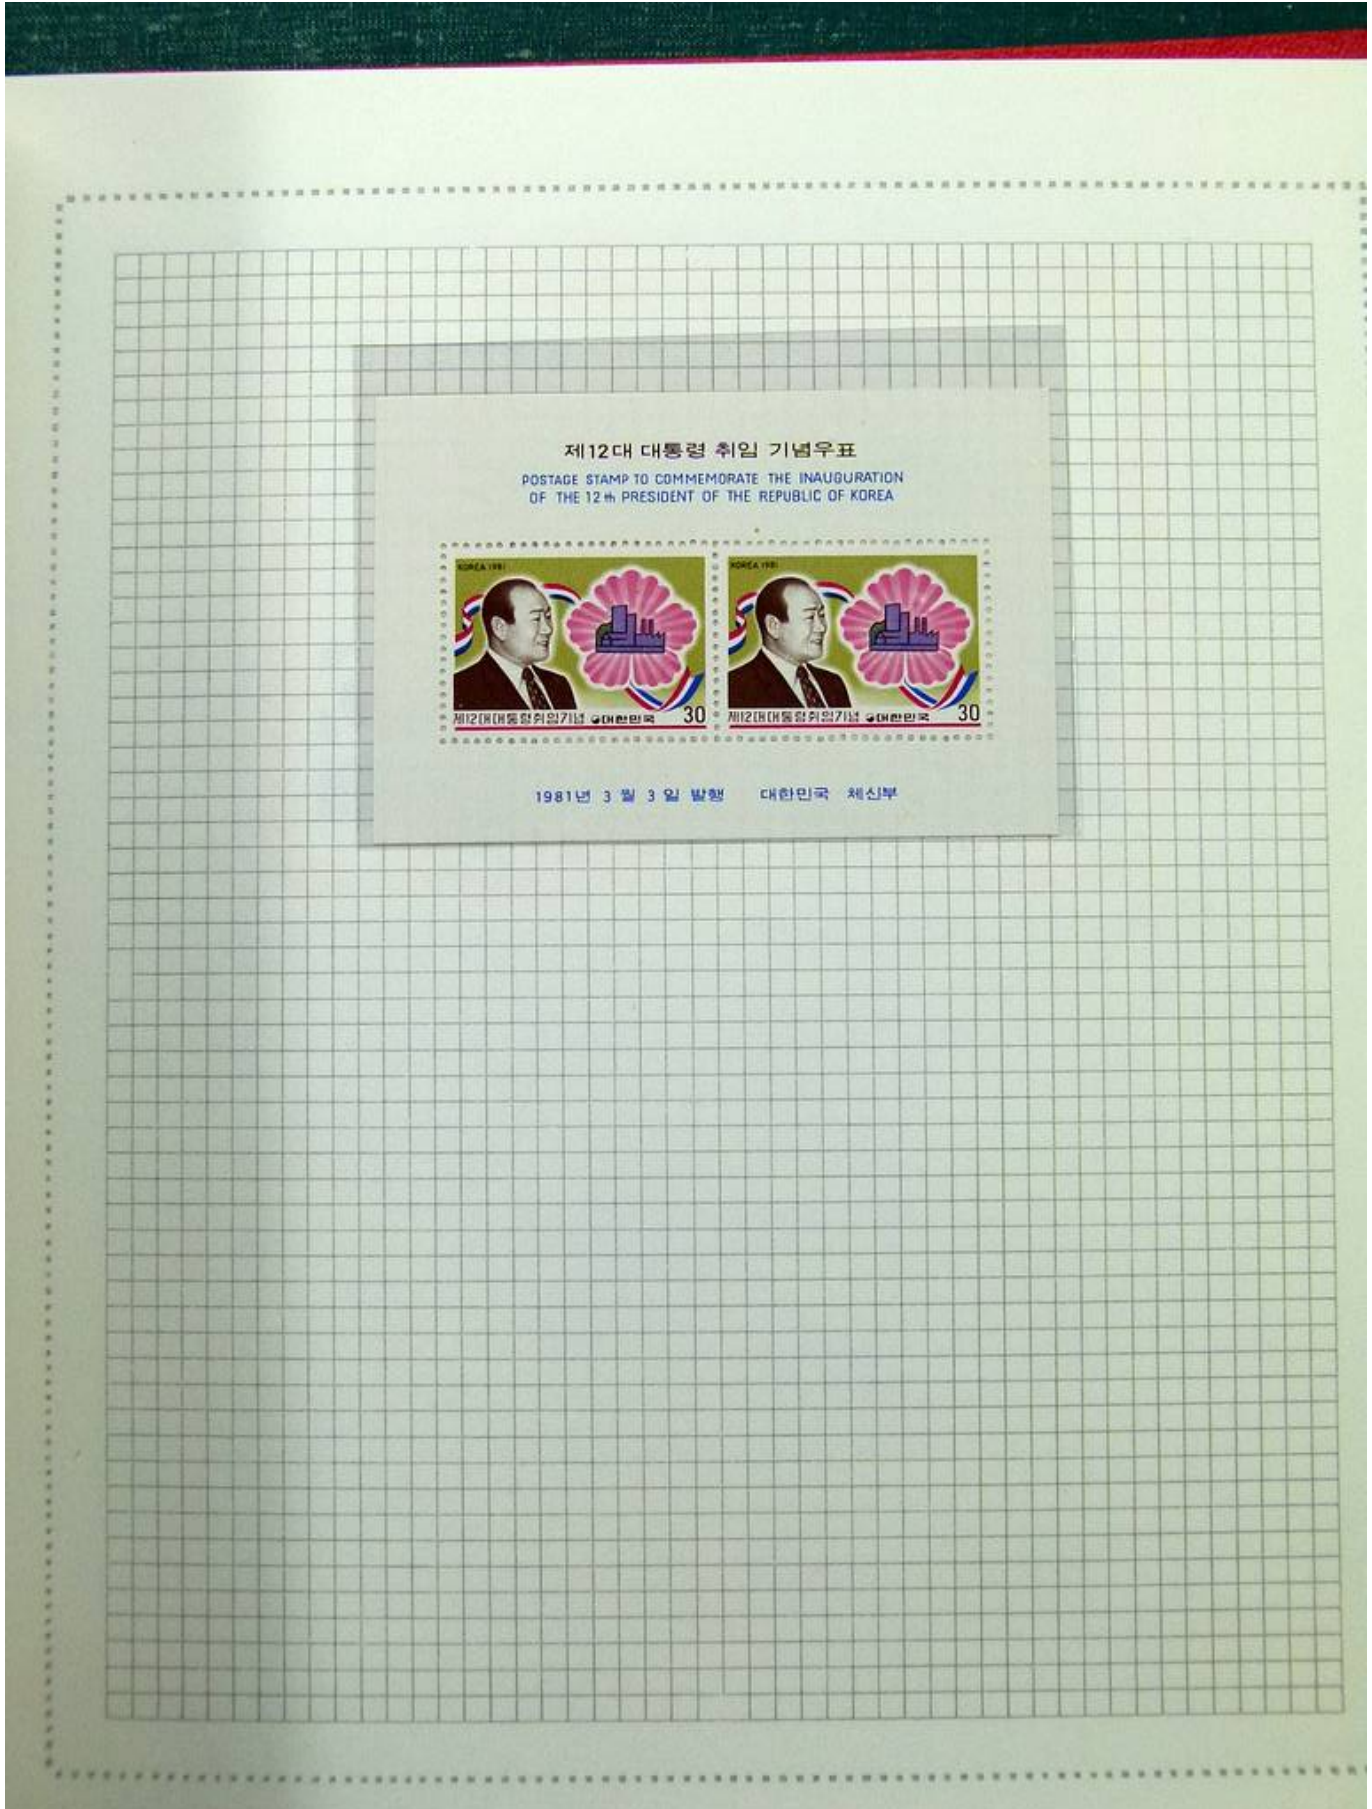 제12대 대통령 취임 기념우표
POSTAGE STAMP TO COMMEMORATE THE INAUGURATION
OF THE 12th PRESIDENT OF THE REPUBLIC OF KOREA
KOREA 1981
제12대대통령취임기념 대한민국 30
KOREA 1981
제12대대통령취임기념 대한민국 30
1981년 3월 3일 발행 대한민국 체신부